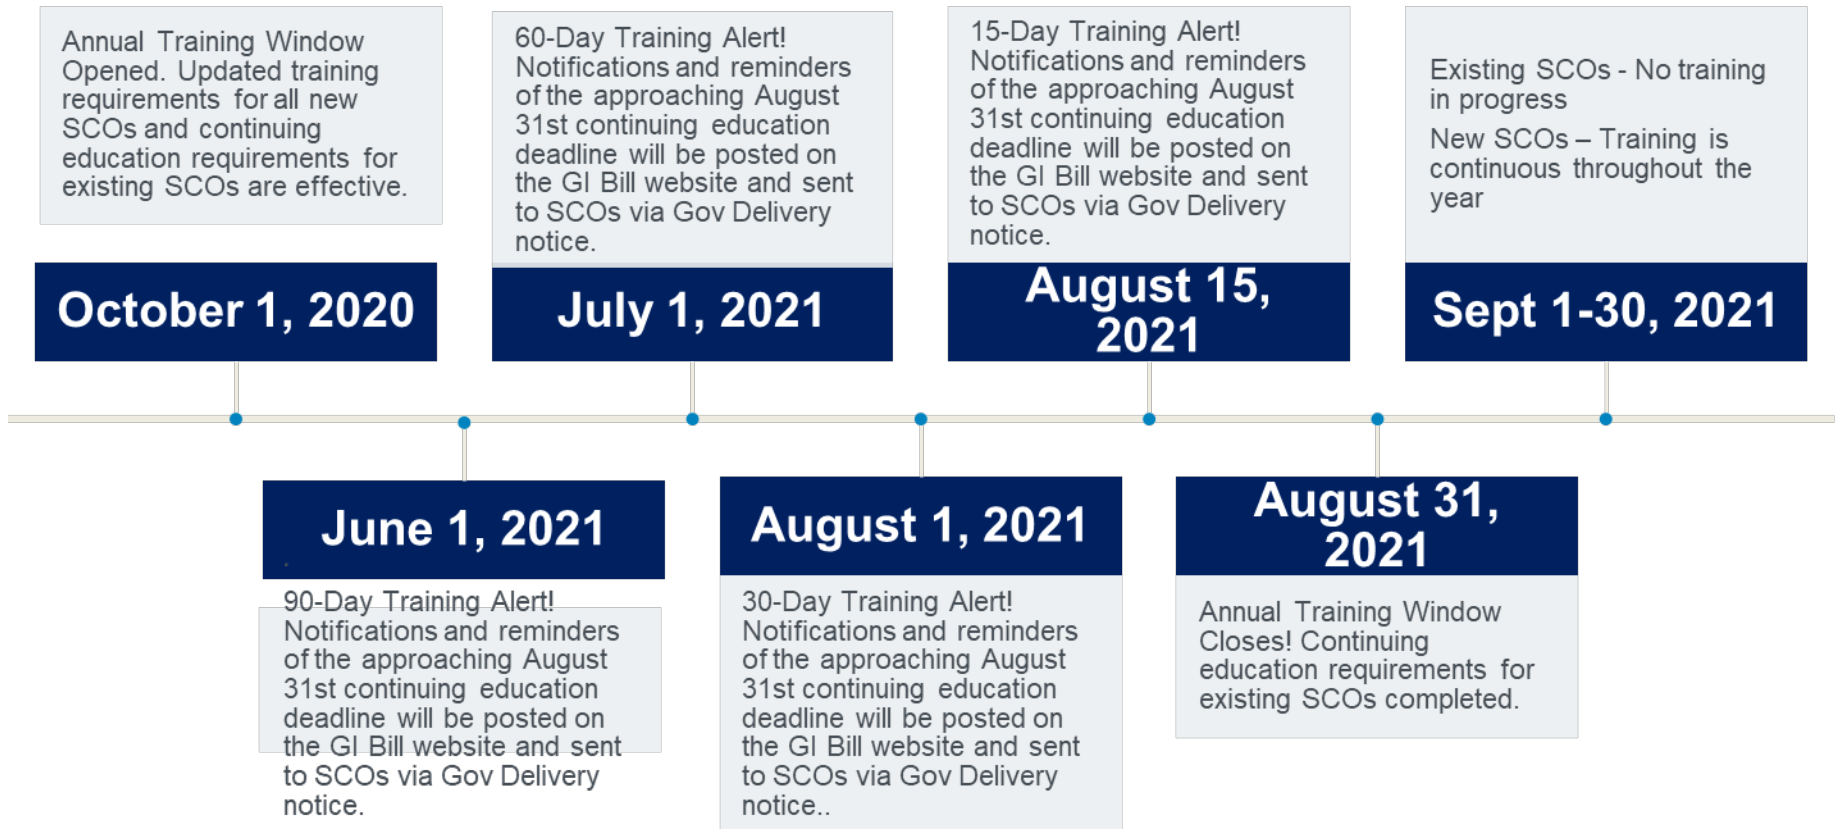 Annual Training Window
Opened. Updated training
requirements for all new
SCOs and continuing
education requirements for
existing SCOs are effective.
October 1, 2020
June 1, 2021
90-Day Training Alert!
Notifications and reminders
of the approaching August
31st continuing education
deadline will be posted on
the GI Bill website and sent
to SCOs via Gov Delivery
notice.
60-Day Training Alert!
Notifications and reminders
of the approaching August
31st continuing education
deadline will be posted on
the GI Bill website and sent
to SCOs via Gov Delivery
notice.
July 1, 2021
August 1, 2021
30-Day Training Alert!
Notifications and reminders
of the approaching August
31st continuing education
deadline will be posted on
the GI Bill website and sent
to SCOs via Gov Delivery
notice..
15-Day Training Alert!
Notifications and reminders
of the approaching August
31st continuing education
deadline will be posted on
the GI Bill website and sent
to SCOs via Gov Delivery
notice.
August 15,
2021
August 31,
2021
Annual Training Window
Closes! Continuing
education requirements for
existing SCOs completed.
Existing SCOs - No training
in progress
New SCOs – Training is
continuous throughout the
year
Sept 1-30, 2021